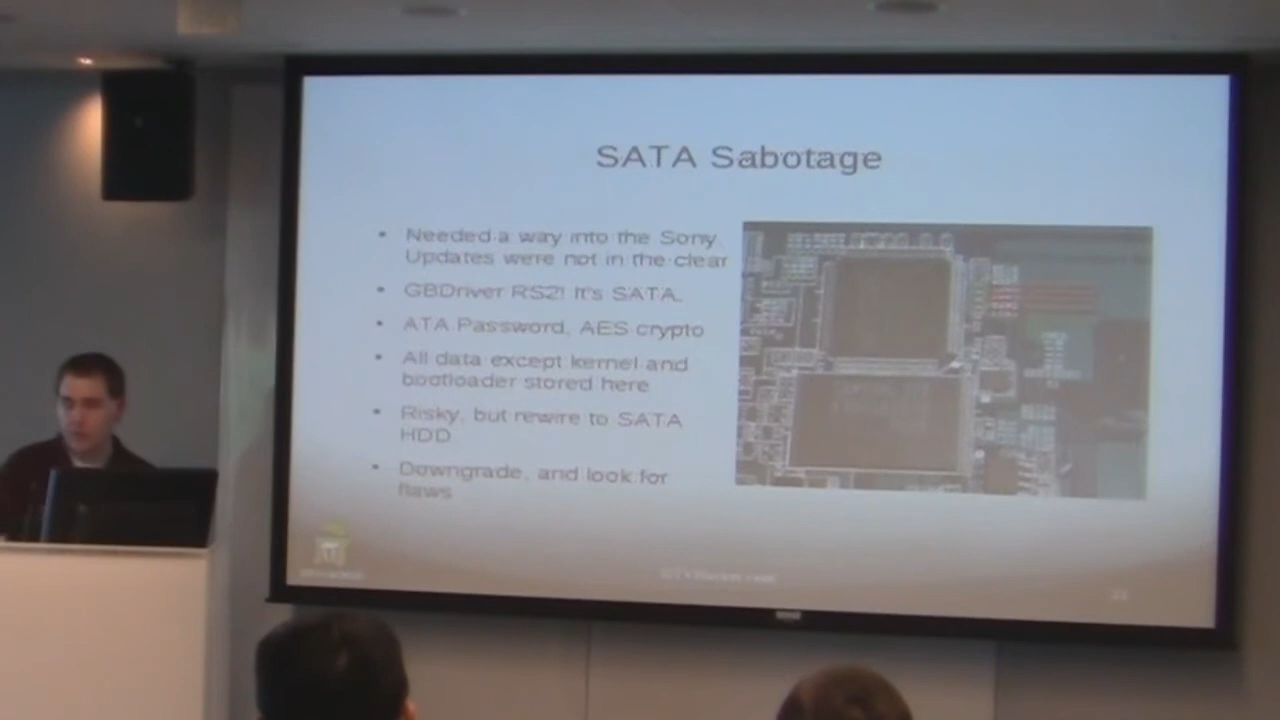 SATA Sabotage
• Needed a way into the Sony
Updates were not in the clear
• GBDriver RS2! It's SATA.
• ATA Password, AES crypto
• All data except kernel and
bootloader stored here
• Risky, but rewire to SATA
HDD
• Downgrade, and look for
flaws